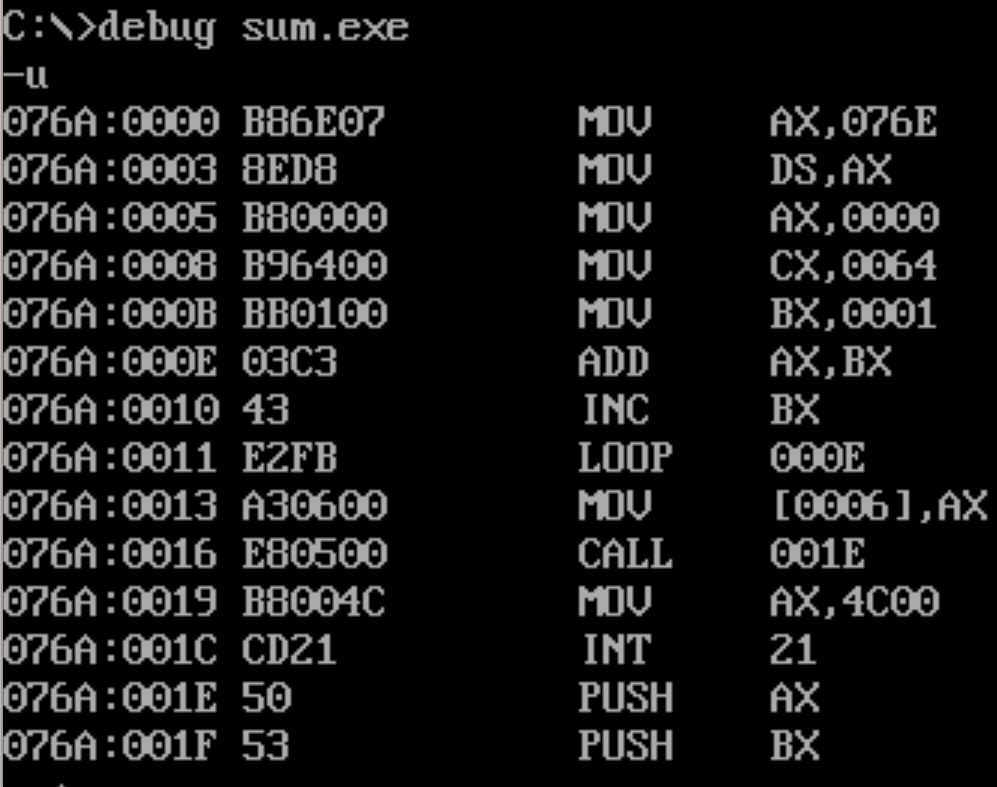 C:\>debug sum.exe
-u
076A:0000 B86E07 MOV AX,076E
076A:0003 8ED8 MOV DS,AX
076A:0005 B80000 MOV AX,0000
076A:0008 B96400 MOV CX,0064
076A:000B BB0100 MOV BX,0001
076A:000E 03C3 ADD AX,BX
076A:0010 43 INC BX
076A:0011 E2FB LOOP 000E
076A:0013 A30600 MOV [0006],AX
076A:0016 E80500 CALL 001E
076A:0019 B8004C MOV AX,4C00
076A:001C CD21 INT 21
076A:001E 50 PUSH AX
076A:001F 53 PUSH BX